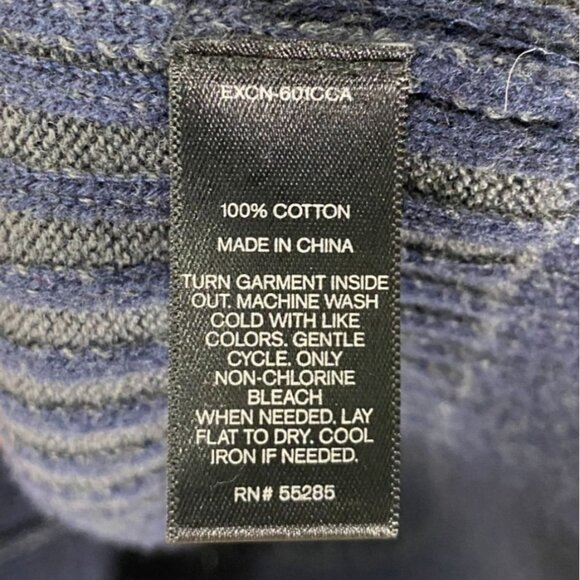 EXCN-601CCA
100% COTTON
MADE IN CHINA
TURN GARMENT INSIDE
OUT. MACHINE WASH
COLD WITH LIKE
COLORS. GENTLE
CYCLE. ONLY
NON-CHLORINE
BLEACH
WHEN NEEDED. LAY
FLAT TO DRY. COOL
IRON IF NEEDED.
RN# 55285